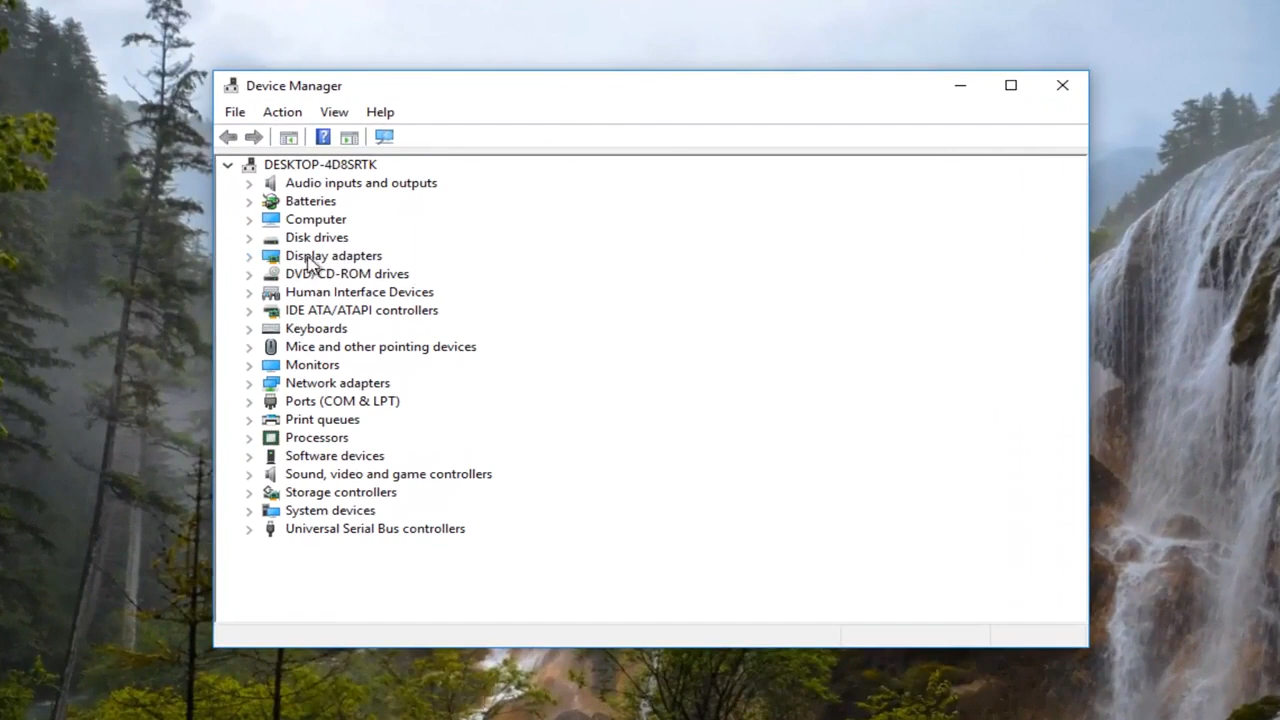 Device Manager
File Action View Help
DESKTOP-4D8SRTK
Audio inputs and outputs
Batteries
Computer
Disk drives
Display adapters
DVD/CD-ROM drives
Human Interface Devices
IDE ATA/ATAPI controllers
Keyboards
Mice and other pointing devices
Monitors
Network adapters
Ports (COM & LPT)
Print queues
Processors
Software devices
Sound, video and game controllers
Storage controllers
System devices
Universal Serial Bus controllers